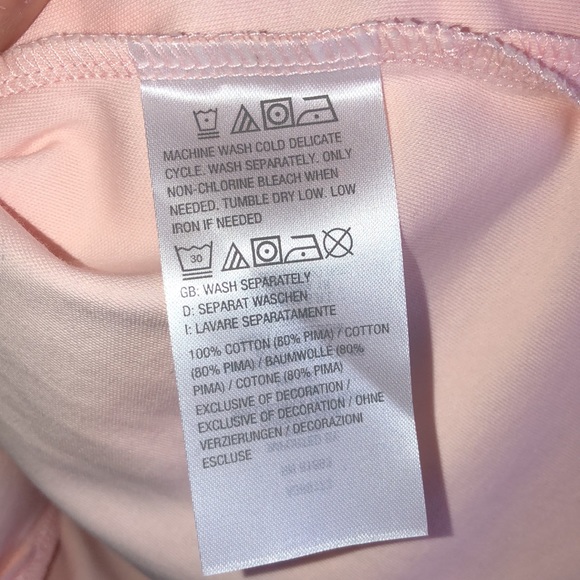 MACHINE WASH COLD DELICATE
CYCLE. WASH SEPARATELY. ONLY
NON-CHLORINE BLEACH WHEN
NEEDED. TUMBLE DRY LOW. LOW
IRON IF NEEDED
30
GB: WASH SEPARATELY
D: SEPARAT WASCHEN
I: LAVARE SEPARATAMENTE
100% COTTON (80% PIMA) / COTTON
(80% PIMA) / BAUMWOLLE (80%
PIMA) / COTONE (80% PIMA)
EXCLUSIVE OF DECORATION /
EXCLUSIVE OF DECORATION / OHNE
VERZIERUNGEN / DECORAZIONI
ESCLUSE